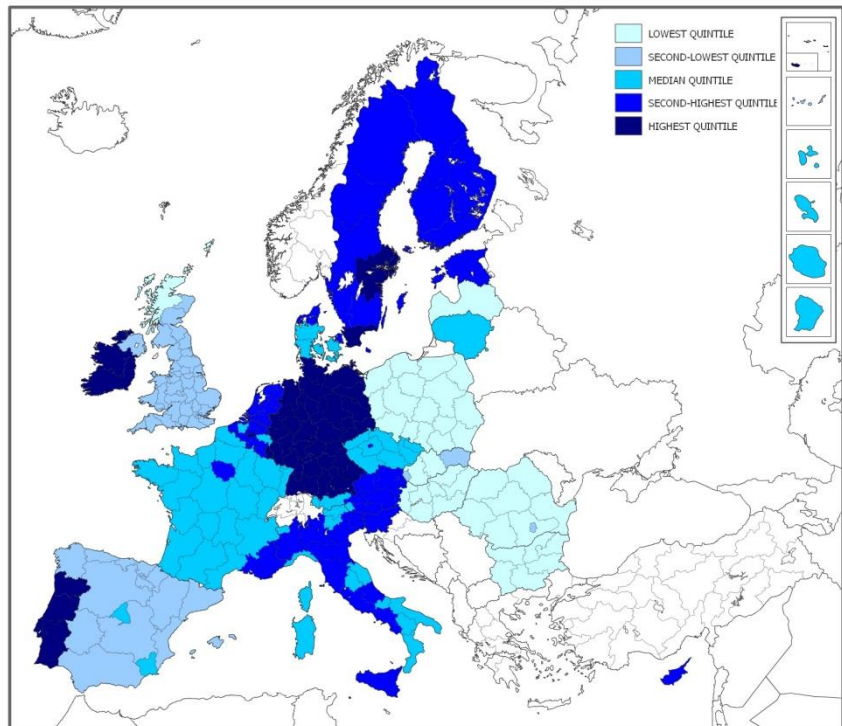 LOWEST QUINTILE
SECOND-LOWEST QUINTILE
MEDIAN QUINTILE
SECOND-HIGHEST QUINTILE
HIGHEST QUINTILE